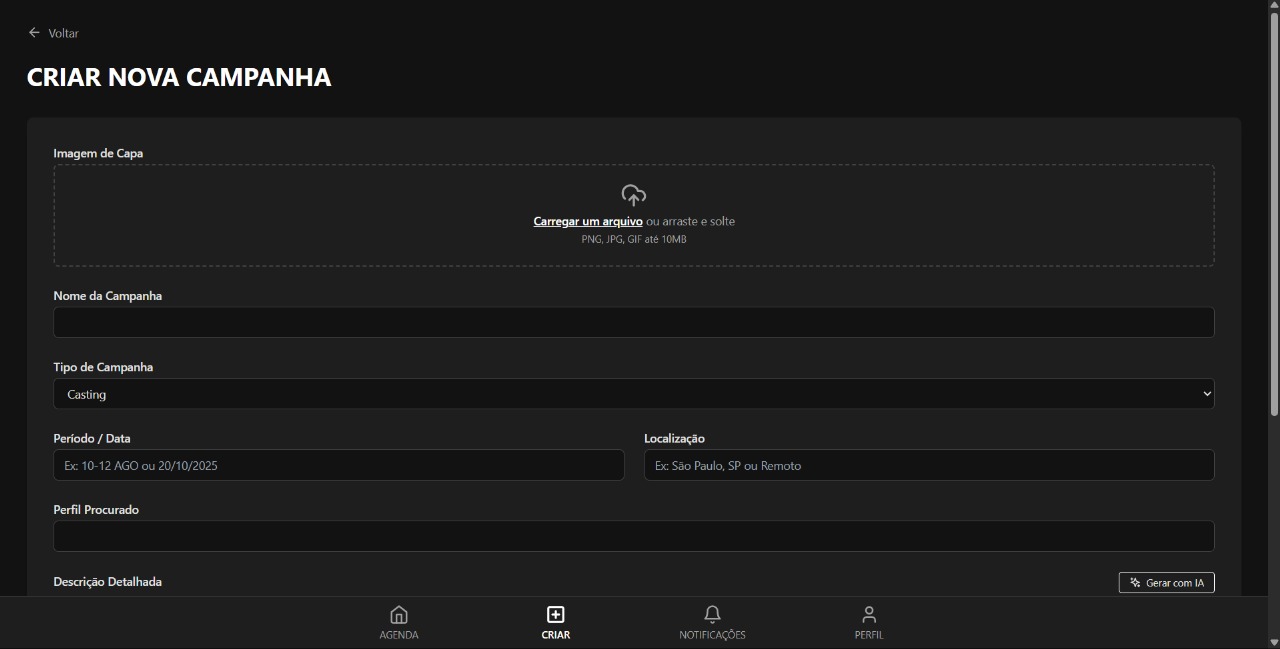 Voltar
CRIAR NOVA CAMPANHA
Imagem de Capa
Carregar um arquivo ou arraste e solte
PNG, JPG, GIF até 10MB
Nome da Campanha
Tipo de Campanha
Casting
Período / Data
Localização
Ex: 10-12 AGO ou 20/10/2025
Ex: São Paulo, SP ou Remoto
Perfil Procurado
Descrição Detalhada
Gerar com IA
AGENDA
CRIAR
NOTIFICAÇÕES
PERFIL